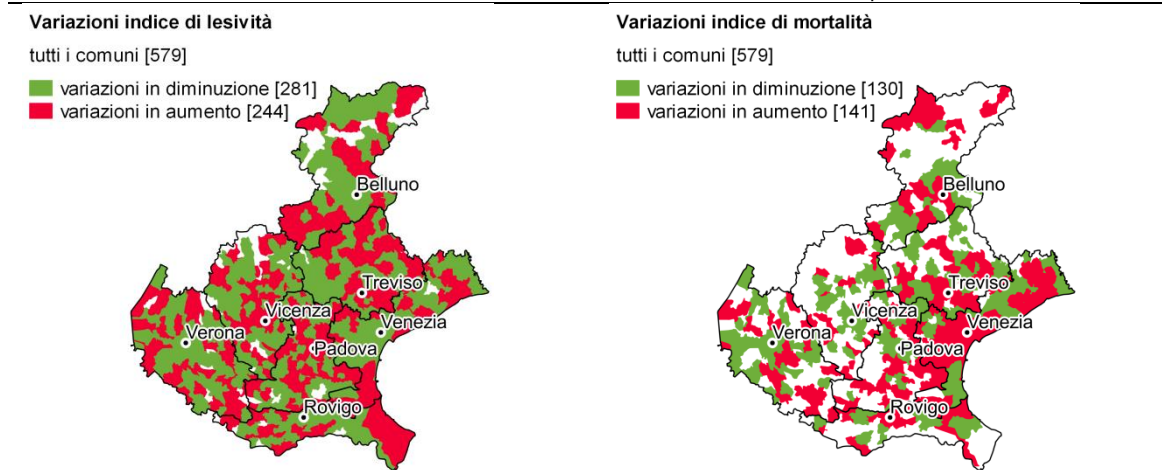 Variazioni indice di lesività
tutti i comuni [579]
variazioni in diminuzione [281]
variazioni in aumento [244]
Belluno
Treviso
Vicenza
Venezia
Verona
Padova
Rovigo
Variazioni indice di mortalità
tutti i comuni [579]
variazioni in diminuzione [130]
variazioni in aumento [141]
Belluno
Treviso
Vicenza
Venezia
Verona
Padova
Rovigo